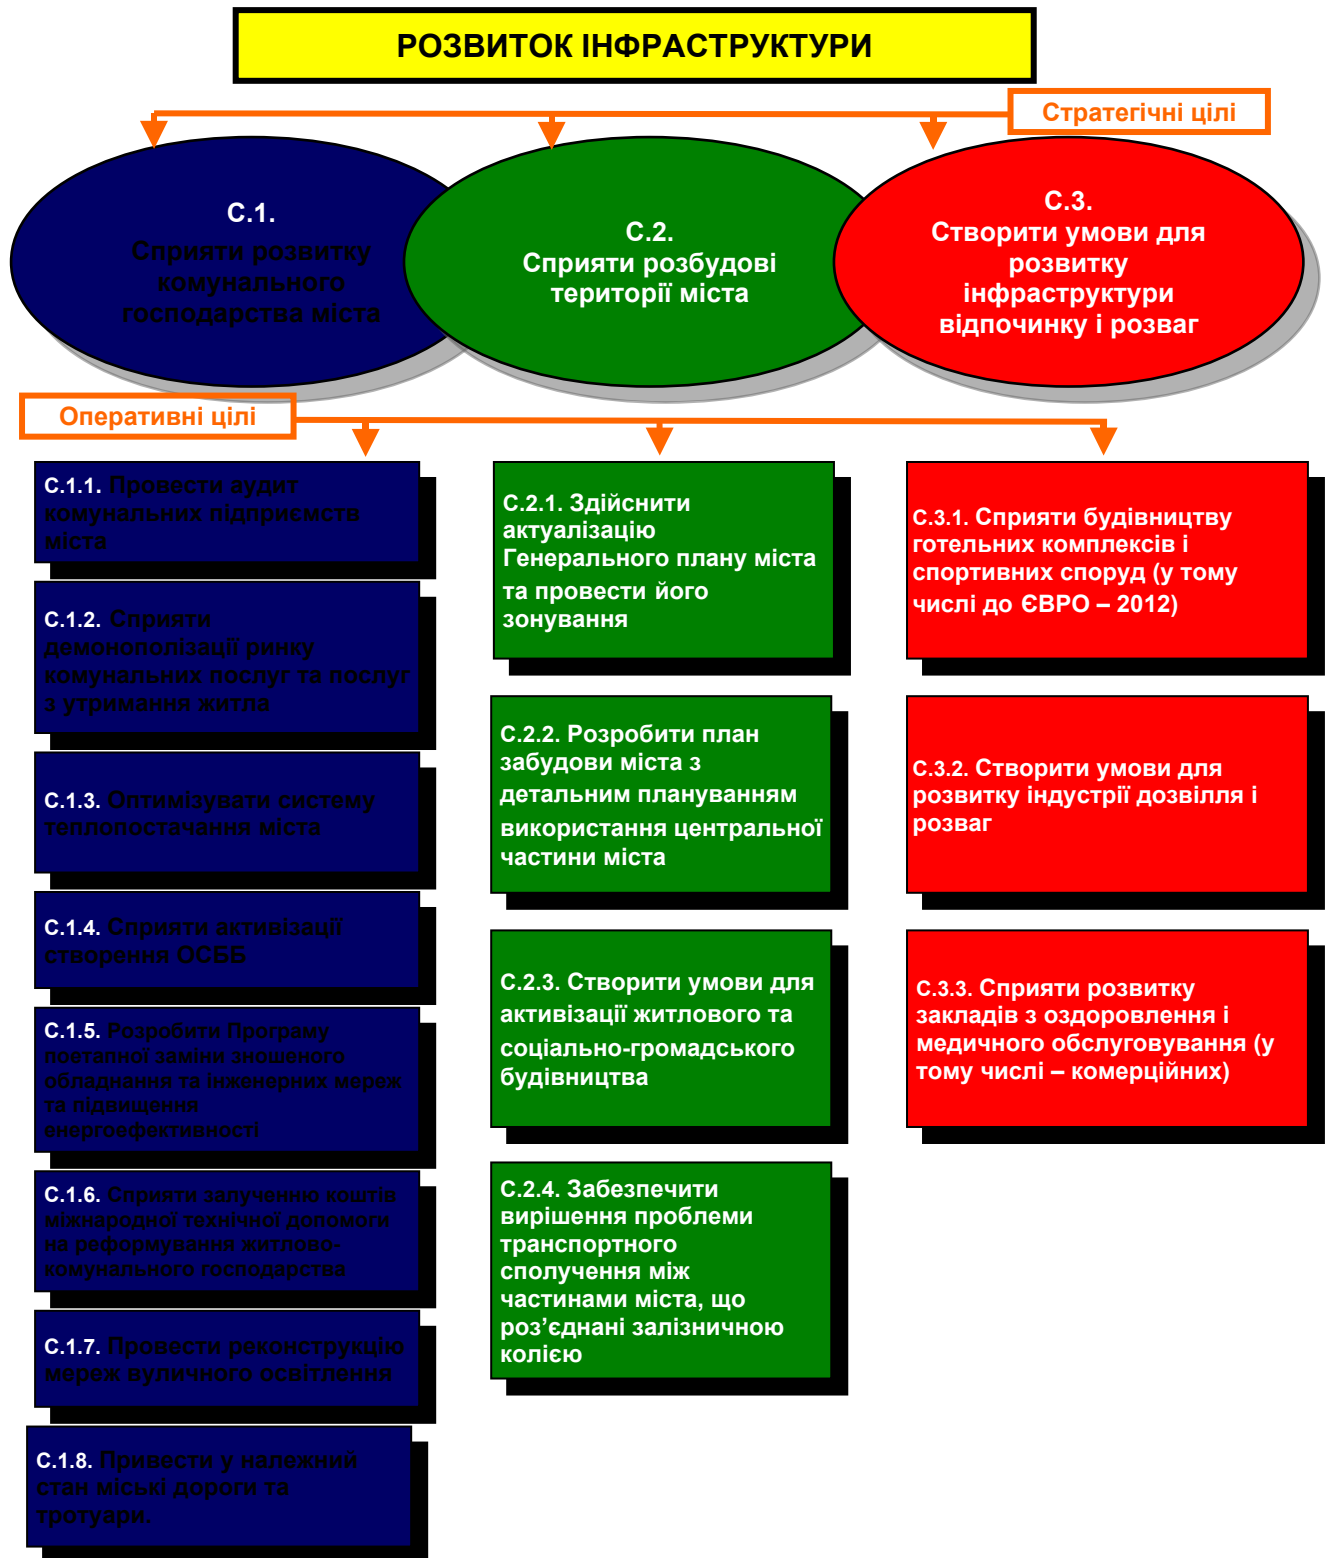 РОЗВИТОК ІНФРАСТРУКТУРИ
Стратегічні цілі
С.1.
Сприяти розвитку
комунального
господарства міста
С.2.
Сприяти розбудові
території міста
С.3.
Створити умови для
розвитку
інфраструктури
відпочинку і розваг
Оперативні цілі
С.1.1. Провести аудит
комунальних підприємств
міста
С.1.2. Сприяти
демонополізації ринку
комунальних послуг та послуг
з утримання житла
С.1.3. Оптимізувати систему
теплопостачання міста
С.1.4. Сприяти активізації
створення ОСББ
С.1.5. Розробити Програму
поетапної заміни зношеного
обладнання та інженерних мереж
та підвищення
енергоефективності
С.1.6. Сприяти залученню коштів
міжнародної технічної допомоги
на реформування житлово-
комунального господарства
С.1.7. Провести реконструкцію
мереж вуличного освітлення
С.1.8. Привести у належний
стан міські дороги та
тротуари.
С.2.1. Здійснити
актуалізацію
Генерального плану міста
та провести його
зонування
С.2.2. Розробити план
забудови міста з
детальним плануванням
використання центральної
частини міста
С.2.3. Створити умови для
активізації житлового та
соціально-громадського
будівництва
С.2.4. Забезпечити
вирішення проблеми
транспортного
сполучення між
частинами міста, що
роз’єднані залізничною
колією
С.3.1. Сприяти будівництву
готельних комплексів і
спортивних споруд (у тому
числі до ЄВРО – 2012)
С.3.2. Створити умови для
розвитку індустрії дозвілля і
розваг
С.3.3. Сприяти розвитку
закладів з оздоровлення і
медичного обслуговування (у
тому числі – комерційних)